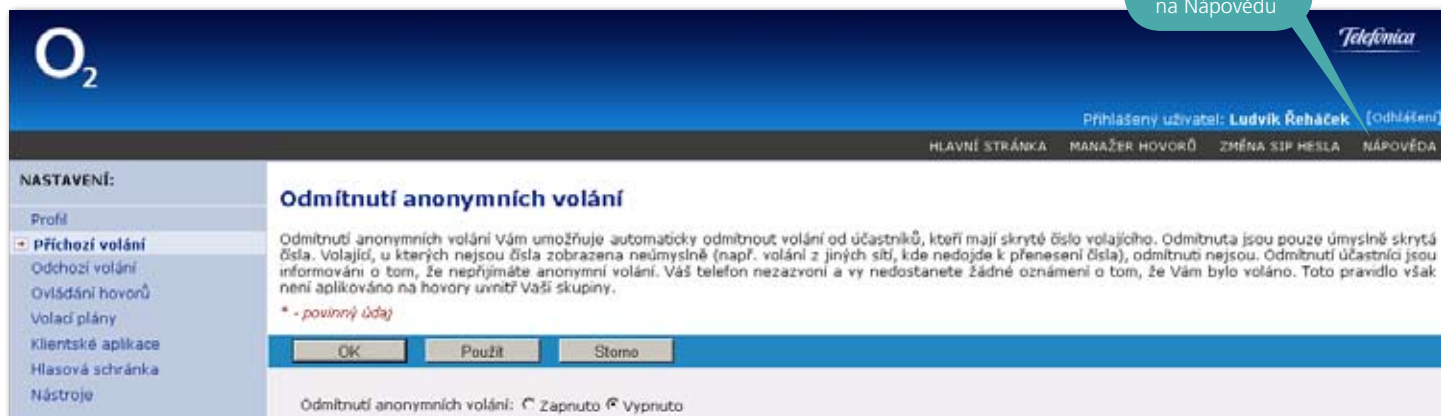 na Nápovědu
O2
Telefónica
Přihlášený uživatel: Ludvík Řeháček [Odhlášení]
HLAVNÍ STRÁNKA MANAŽER HOVORŮ ZMĚNA SIP HESLA NÁPOVĚDA
NASTAVENÍ:
Profil
Příchozí volání
Odchozí volání
Ovládání hovorů
Volací plány
Klientské aplikace
Hlasová schránka
Nástroje
Odmítnutí anonymních volání
Odmítnutí anonymních volání Vám umožňuje automaticky odmítnout volání od účastníků, kteří mají skryté číslo volajícího. Odmítnuta jsou pouze úmyslně skrytá
čísla. Volající, u kterých nejsou čísla zobrazena neúmyslně (např. volání z jiných sítí, kde nedojde k přenesení čísla), odmítnuti nejsou. Odmítnutí účastníci jsou
informováni o tom, že nepřijímáte anonymní volání. Váš telefon nezazvoní a vy nedostanete žádné oznámení o tom, že Vám bylo voláno. Toto pravidlo však
není aplikováno na hovory uvnitř Vaší skupiny.
* - povinný údaj
OK Použít Storno
Odmítnutí anonymních volání: Zapnuto Vypnuto